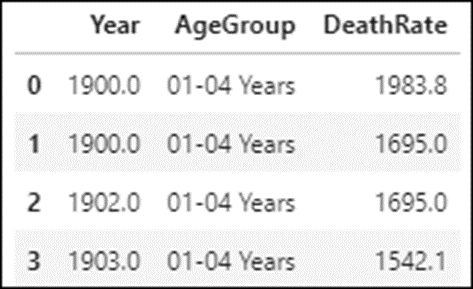 Year AgeGroup DeathRate
0 1900.0 01-04 Years 1983.8
1 1900.0 01-04 Years 1695.0
2 1902.0 01-04 Years 1695.0
3 1903.0 01-04 Years 1542.1